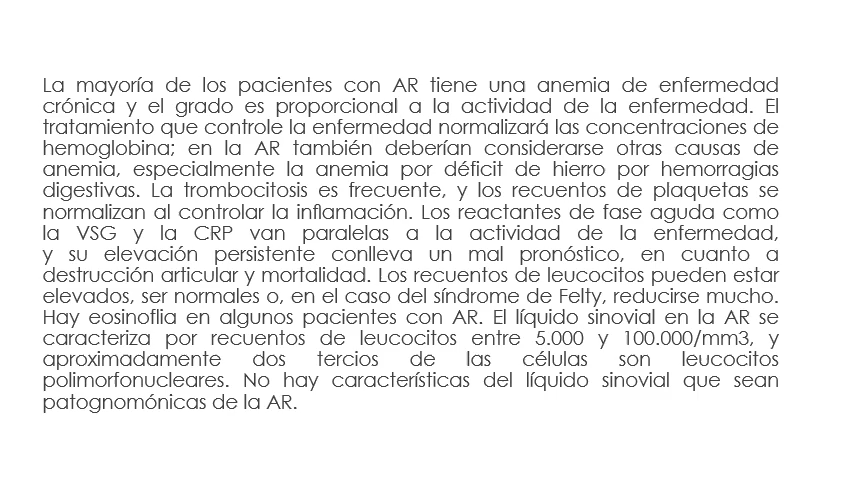 La mayoría de los pacientes con AR tiene una anemia de enfermedad
crónica y el grado es proporcional a la actividad de la enfermedad. El
tratamiento que controle la enfermedad normalizará las concentraciones de
hemoglobina; en la AR también deberían considerarse otras causas de
anemia, especialmente la anemia por déficit de hierro por hemorragias
digestivas. La trombocitosis es frecuente, y los recuentos de plaquetas se
normalizan al controlar la inflamación. Los reactantes de fase aguda como
la VSG y la CRP van paralelas a la actividad de la enfermedad,
y su elevación persistente conlleva un mal pronóstico, en cuanto a
destrucción articular y mortalidad. Los recuentos de leucocitos pueden estar
elevados, ser normales o, en el caso del síndrome de Felty, reducirse mucho.
Hay eosinoflia en algunos pacientes con AR. El líquido sinovial en la AR se
caracteriza por recuentos de leucocitos entre 5.000 y 100.000/mm3, y
aproximadamente dos tercios de las células son leucocitos
polimorfonucleares. No hay características del líquido sinovial que sean
patognomónicas de la AR.